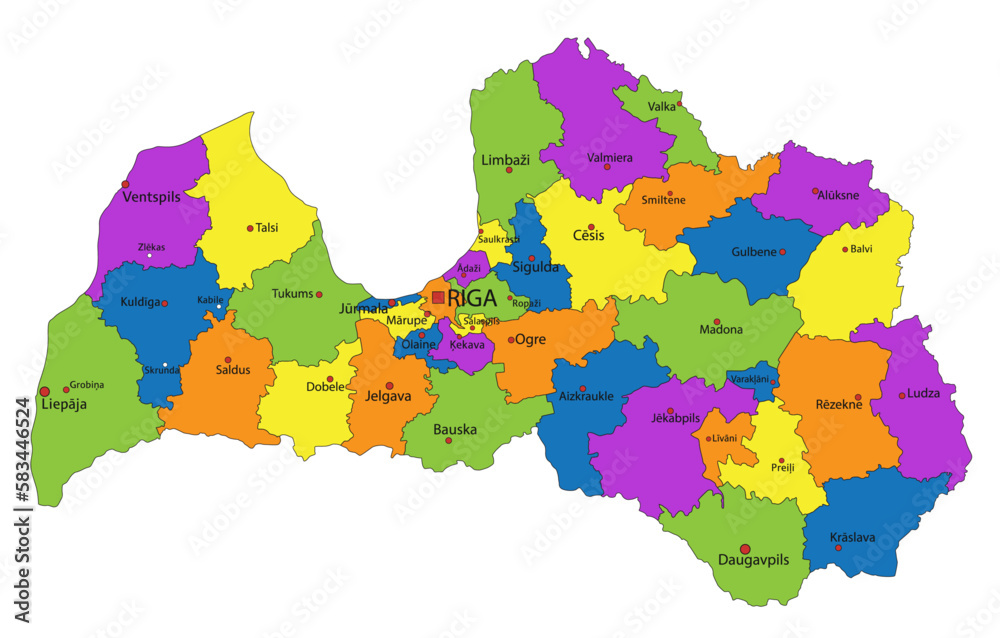 Valka
Limbaži
Valmiera
Ventspils
Smiltene
Alūksne
Talsi
Saulkrasti
Cēsis
Zlēkas
Gulbene
Balvi
Ādaži
Sigulda
Kuldīga
Kabile
Tukums
Jūrmala
RIGA
Ropaži
Mārupe
Salaspils
Madona
Olaine
Ķekava
Ogre
Skrunda
Saldus
Varakļāni
Grobiņa
Dobele
Jelgava
Aizkraukle
Rēzekne
Ludza
Liepāja
Jēkabpils
Bauska
Līvāni
Preiļi
Krāslava
Daugavpils
Adobe Stock | #583446524
Adobe Stock